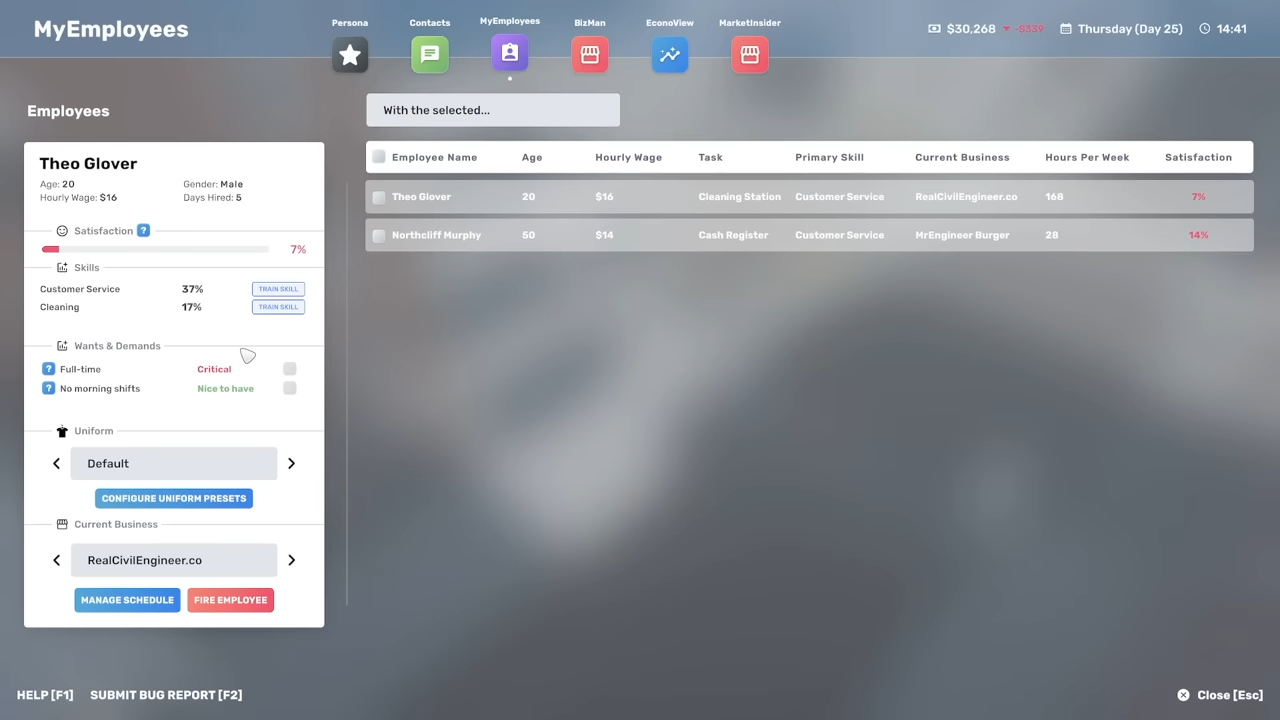 MyEmployees
Persona
Contacts
MyEmployees
BizMan
EconoView
MarketInsider
$30,268 -$339
Thursday (Day 25)
14:41
Employees
Theo Glover
Age: 20
Gender: Male
Hourly Wage: $16
Days Hired: 5
Satisfaction ?
7%
Skills
Customer Service 37% TRAIN SKILL
Cleaning 17% TRAIN SKILL
Wants & Demands
? Full-time Critical
? No morning shifts Nice to have
Uniform
Default
CONFIGURE UNIFORM PRESETS
Current Business
RealCivilEngineer.co
MANAGE SCHEDULE FIRE EMPLOYEE
With the selected...
Employee Name Age Hourly Wage Task Primary Skill Current Business Hours Per Week Satisfaction
Theo Glover 20 $16 Cleaning Station Customer Service RealCivilEngineer.co 168 7%
Northcliff Murphy 50 $14 Cash Register Customer Service MrEngineer Burger 28 14%
HELP [F1] SUBMIT BUG REPORT [F2]
Close [Esc]